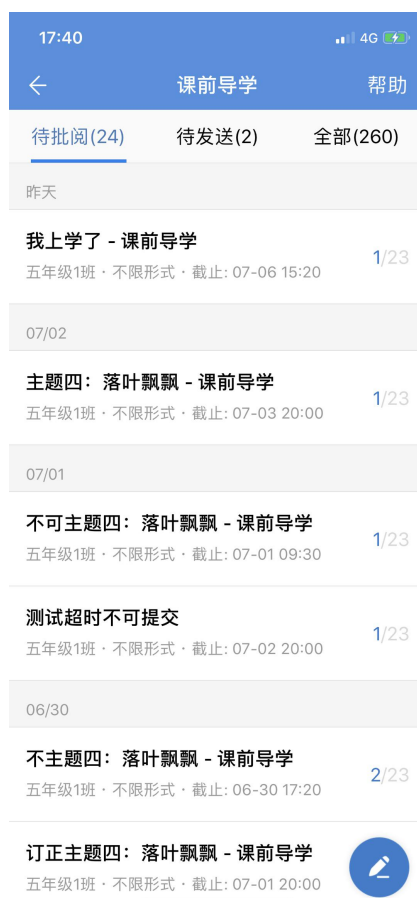 17:40 4G
课前导学 帮助
待批阅(24) 待发送(2) 全部(260)
昨天
我上学了 - 课前导学
五年级1班 · 不限形式 · 截止: 07-06 15:20 1/23
07/02
主题四：落叶飘飘 - 课前导学
五年级1班 · 不限形式 · 截止: 07-03 20:00 1/23
07/01
不可主题四：落叶飘飘 - 课前导学
五年级1班 · 不限形式 · 截止: 07-01 09:30 1/23
测试超时不可提交
五年级1班 · 不限形式 · 截止: 07-02 20:00 1/23
06/30
不主题四：落叶飘飘 - 课前导学
五年级1班 · 不限形式 · 截止: 06-30 17:20 2/23
订正主题四：落叶飘飘 - 课前导学
五年级1班 · 不限形式 · 截止: 07-01 20:00